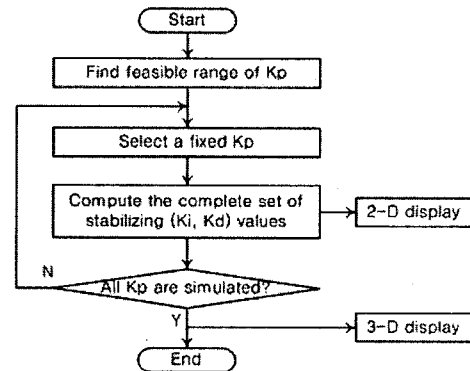 Start
Find feasible range of Kp
Select a fixed Kp
Compute the complete set of
stabilizing (Ki, Kd) values
2-D display
N
All Kp are simulated?
Y
3-D display
End